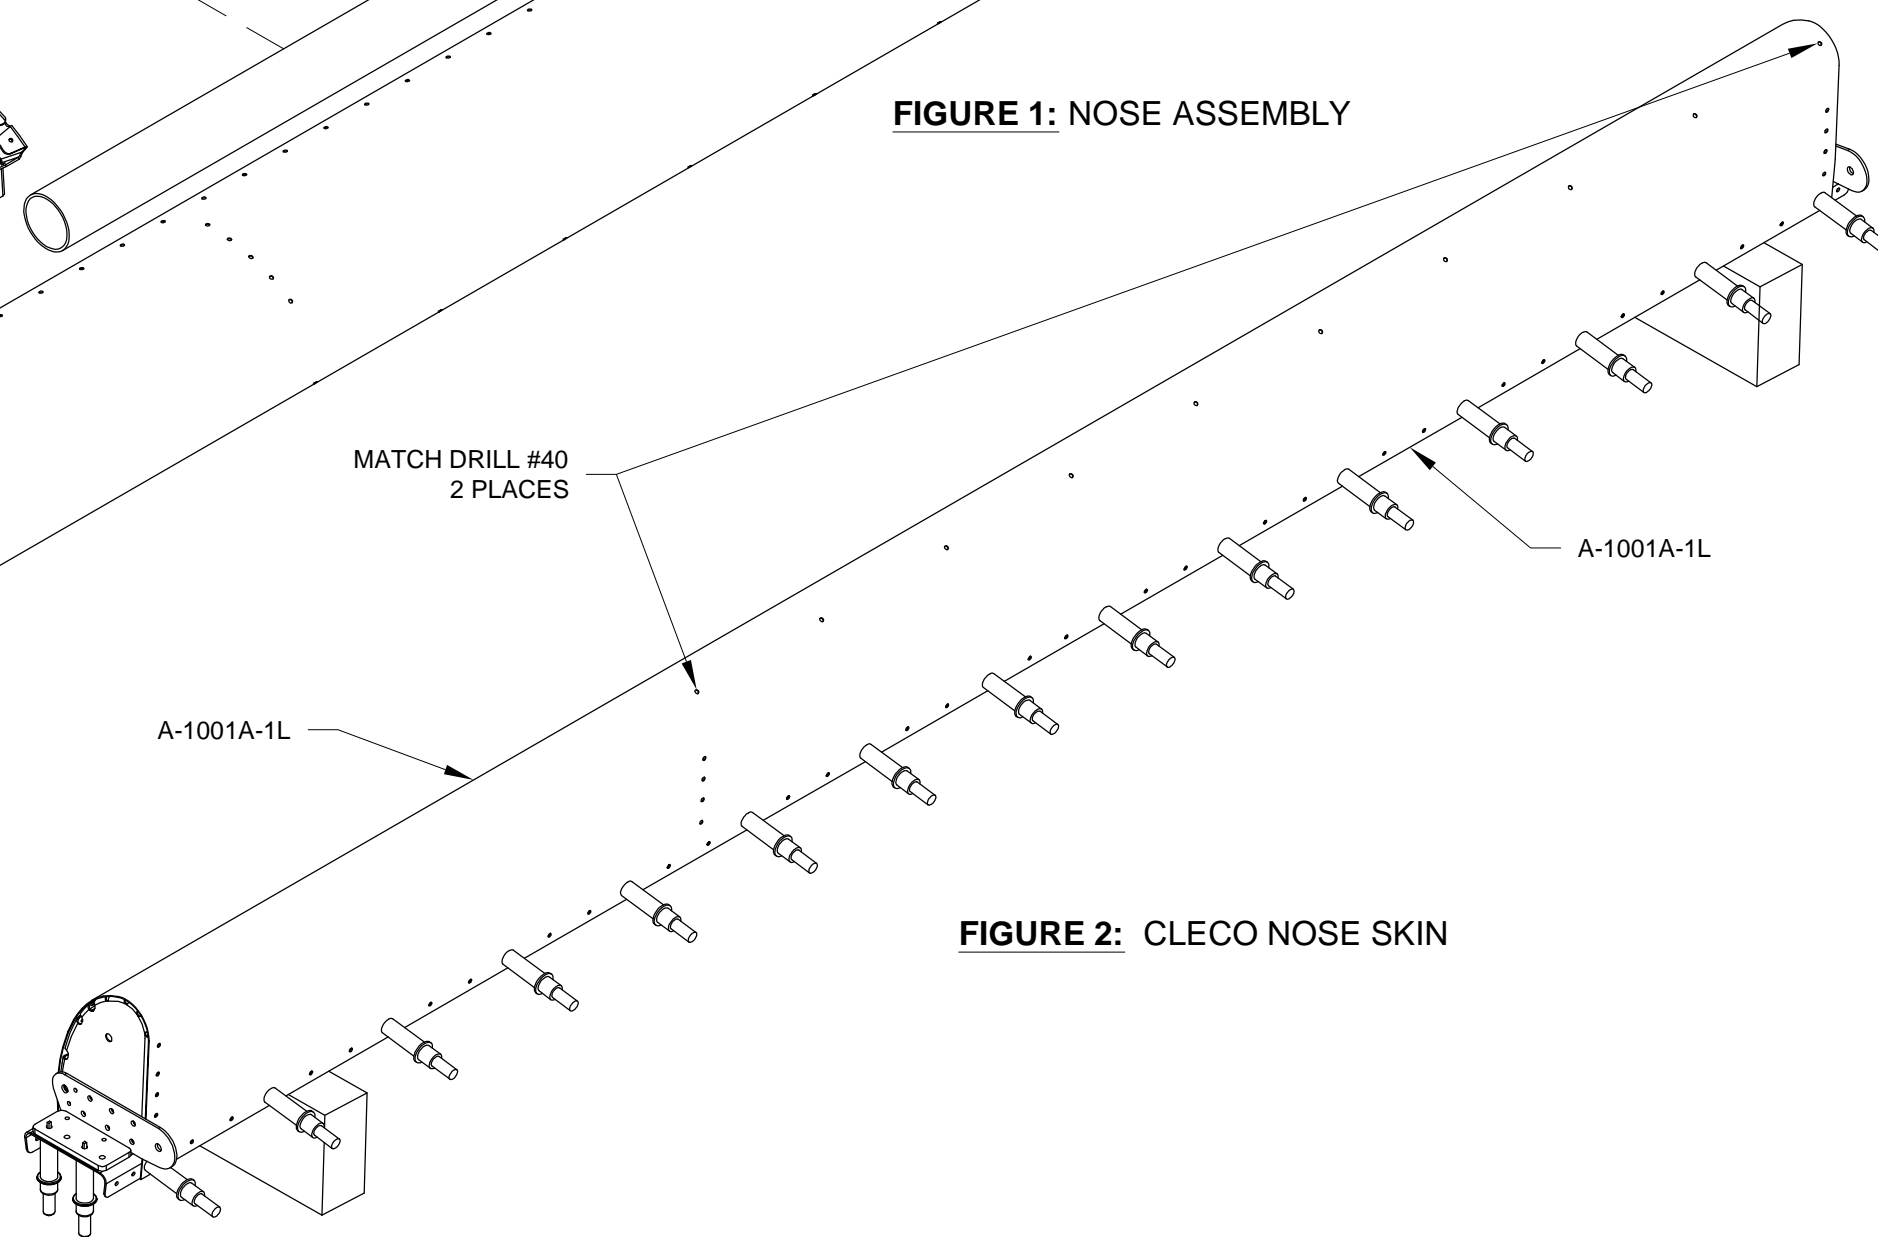 FIGURE 1: NOSE ASSEMBLY
MATCH DRILL #40
2 PLACES
A-1001A-1L
A-1001A-1L
FIGURE 2: CLECO NOSE SKIN